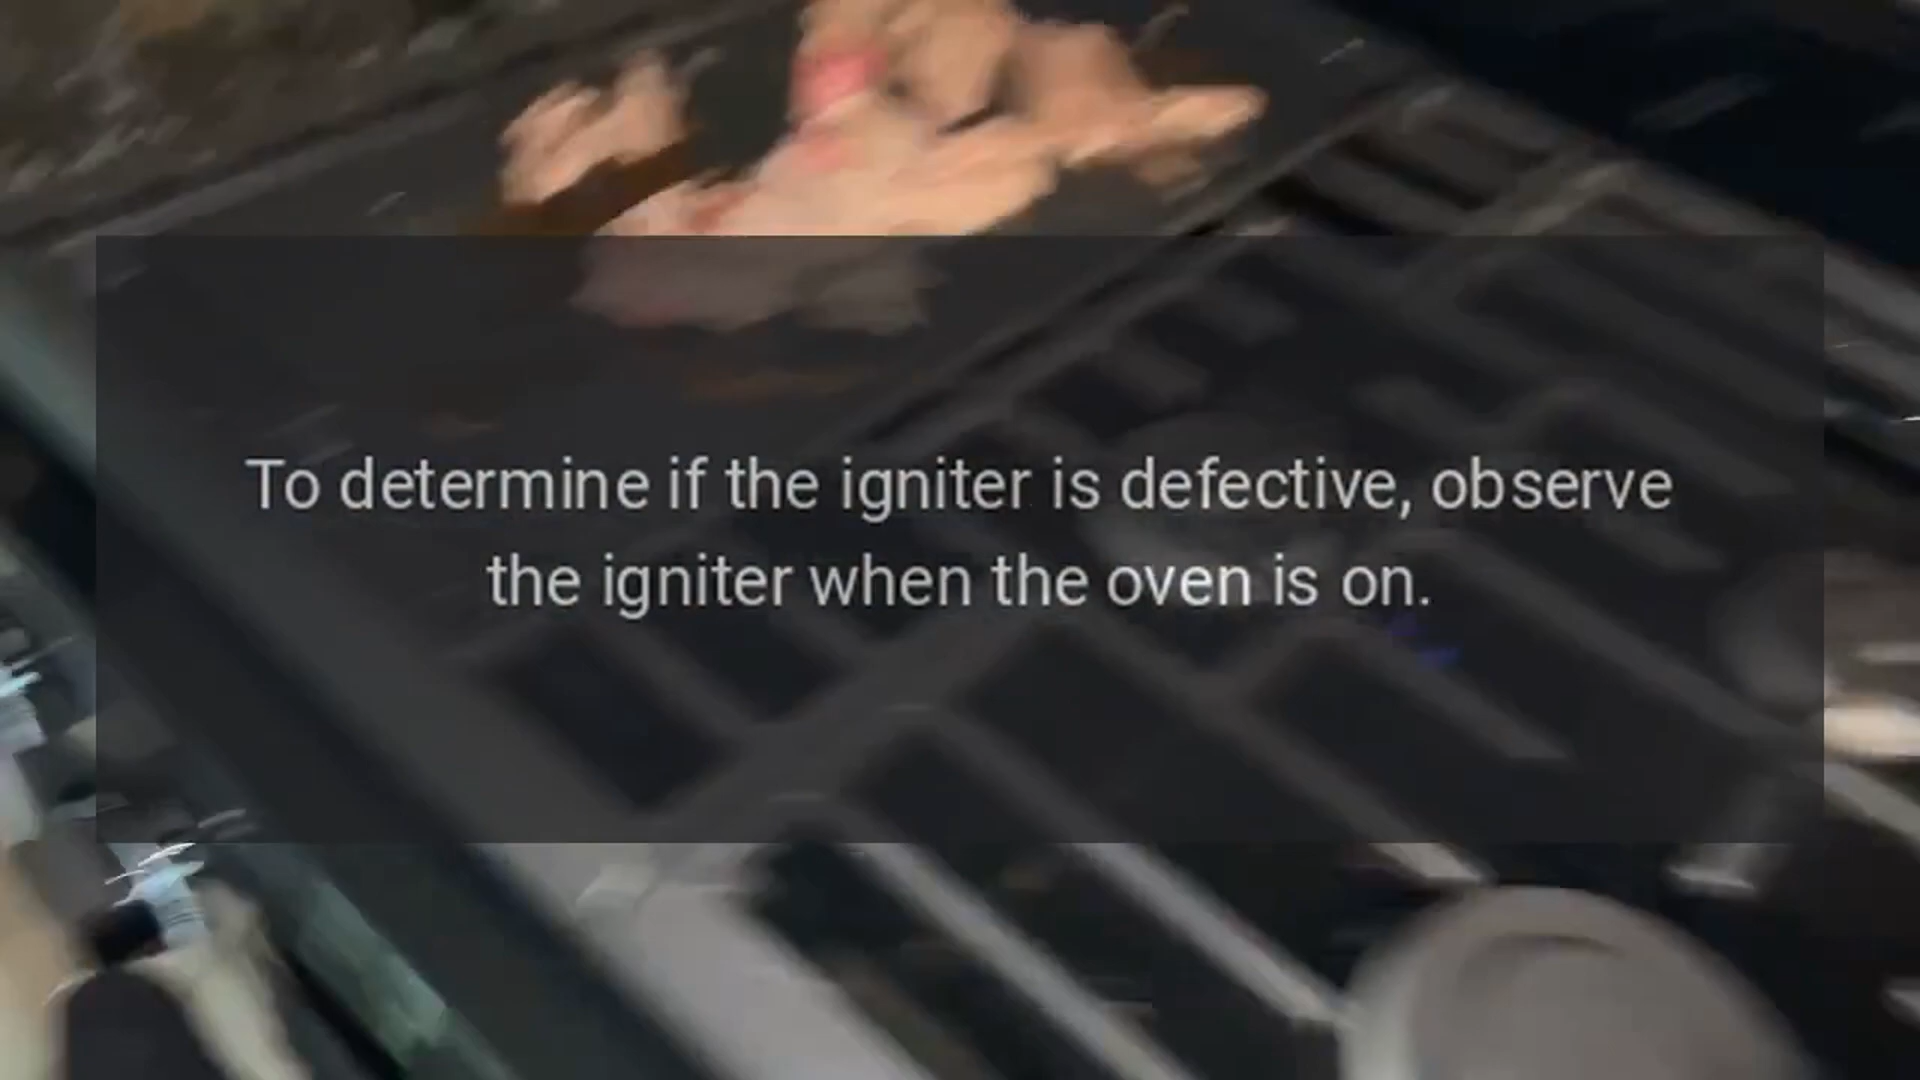 To determine if the igniter is defective, observe
the igniter when the oven is on.